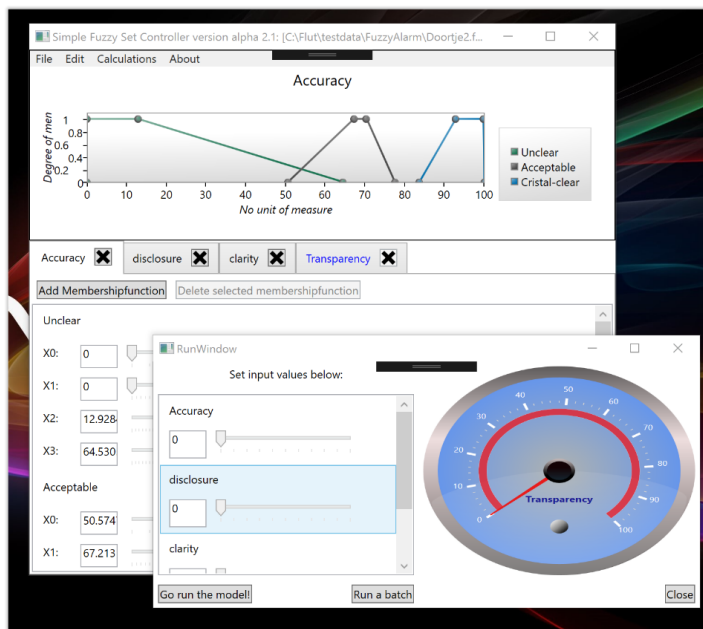 Simple Fuzzy Set Controller version alpha 2.1: [C:\Flut\testdata\FuzzyAlarm\Doortje2.f...
File Edit Calculations About
Accuracy
Degree of men
1
0.8
0.6
0.4
0.2
0
0 10 20 30 40 50 60 70 80 90 100
No unit of measure
Unclear
Acceptable
Cristal-clear
Accuracy disclosure clarity Transparency
Add Membershipfunction Delete selected membershipfunction
Unclear
X0: 0
X1: 0
X2: 12.928
X3: 64.530
Acceptable
X0: 50.574
X1: 67.213
RunWindow
Set input values below:
Accuracy
0
disclosure
0
clarity
0 10 20 30 40 50 60 70 80 90 100
Transparency
Go run the model! Run a batch Close